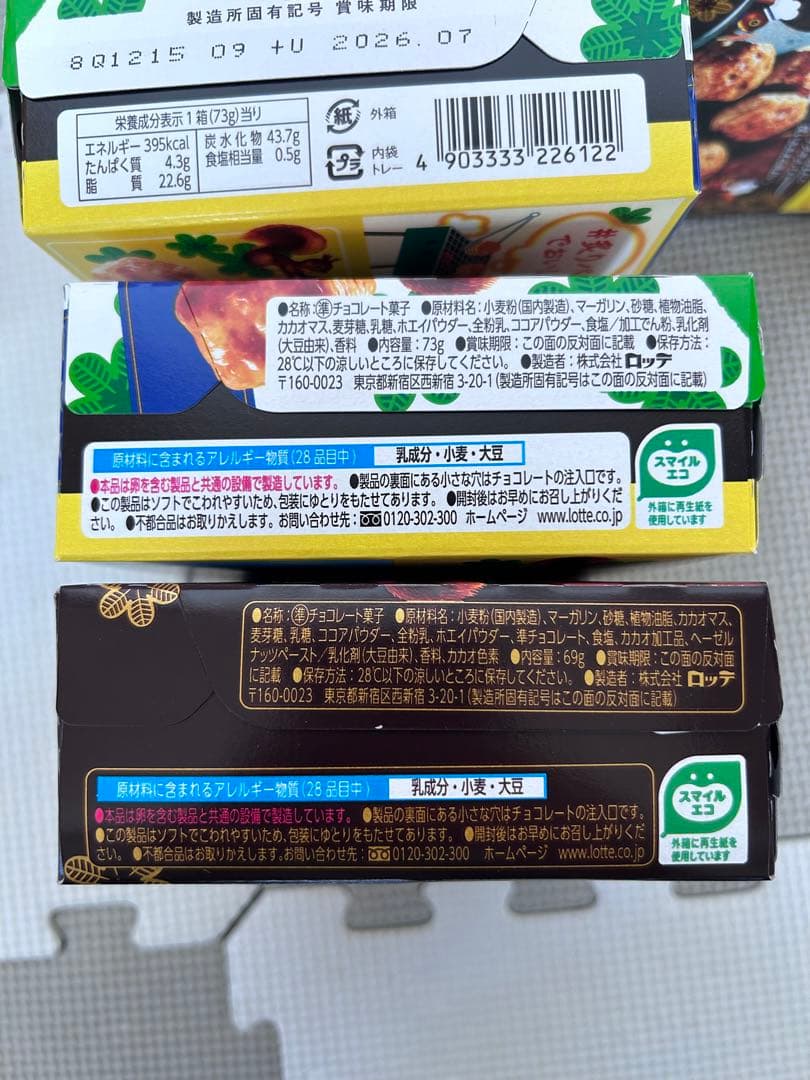 製造所固有記号 賞味期限
8Q1215 09 +U 2026.07
栄養成分表示 1箱(73g)当り
エネルギー 395kcal 炭水化物 43.7g
たんぱく質 4.3g 食塩相当量 0.5g
脂質 22.6g
紙 外箱
プラ 内袋
トレー
4 903333 226122
●名称:準チョコレート菓子 ●原材料名:小麦粉(国内製造)、マーガリン、砂糖、植物油脂、
カカオマス、麦芽糖、乳糖、ホエイパウダー、全粉乳、ココアパウダー、食塩/加工でん粉、乳化剤
(大豆由来)、香料 ●内容量:73g ●賞味期限:この面の反対面に記載 ●保存方法:
28℃以下の涼しいところに保存してください。 ●製造者:株式会社 ロッテ
〒160-0023 東京都新宿区西新宿 3-20-1(製造所固有記号はこの面の反対面に記載)
原材料に含まれるアレルギー物質(28品目中) 乳成分・小麦・大豆
●本品は卵を含む製品と共通の設備で製造しています。 ●製品の裏面にある小さな穴はチョコレートの注入口です。
●この製品はソフトでこわれやすいため、包装にゆとりをもたせてあります。 ●開封後はお早めにお召し上がりくだ
さい。 ●不都合品はお取りかえします。お問い合わせ先:0120-302-300 ホームページ www.lotte.co.jp
スマイル
エコ
外箱に再生紙を
使用しています
●名称:準チョコレート菓子 ●原材料名:小麦粉(国内製造)、マーガリン、砂糖、植物油脂、カカオマス、
麦芽糖、乳糖、ココアパウダー、全粉乳、ホエイパウダー、準チョコレート、食塩、カカオ加工品、ヘーゼル
ナッツペースト/乳化剤(大豆由来)、香料、カカオ色素 ●内容量:69g ●賞味期限:この面の反対面
に記載 ●保存方法:28℃以下の涼しいところに保存してください。 ●製造者:株式会社 ロッテ
〒160-0023 東京都新宿区西新宿 3-20-1(製造所固有記号はこの面の反対面に記載)
原材料に含まれるアレルギー物質(28品目中) 乳成分・小麦・大豆
●本品は卵を含む製品と共通の設備で製造しています。 ●製品の裏面にある小さな穴はチョコレートの注入口です。
●この製品はソフトでこわれやすいため、包装にゆとりをもたせてあります。 ●開封後はお早めにお召し上がりくだ
さい。 ●不都合品はお取りかえします。お問い合わせ先:0120-302-300 ホームページ www.lotte.co.jp
スマイル
エコ
外箱に再生紙を
使用しています